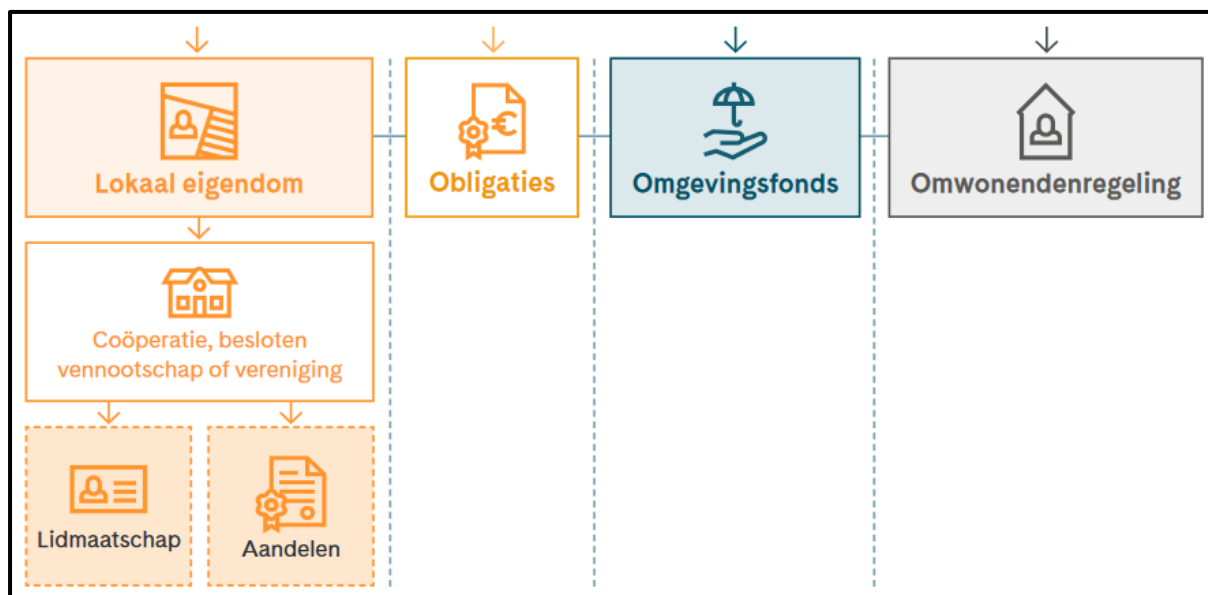 Lokaal eigendom
Obligaties
Omgevingsfonds
Omwonendenregeling
Coöperatie, besloten
vennootschap of vereniging
Lidmaatschap
Aandelen